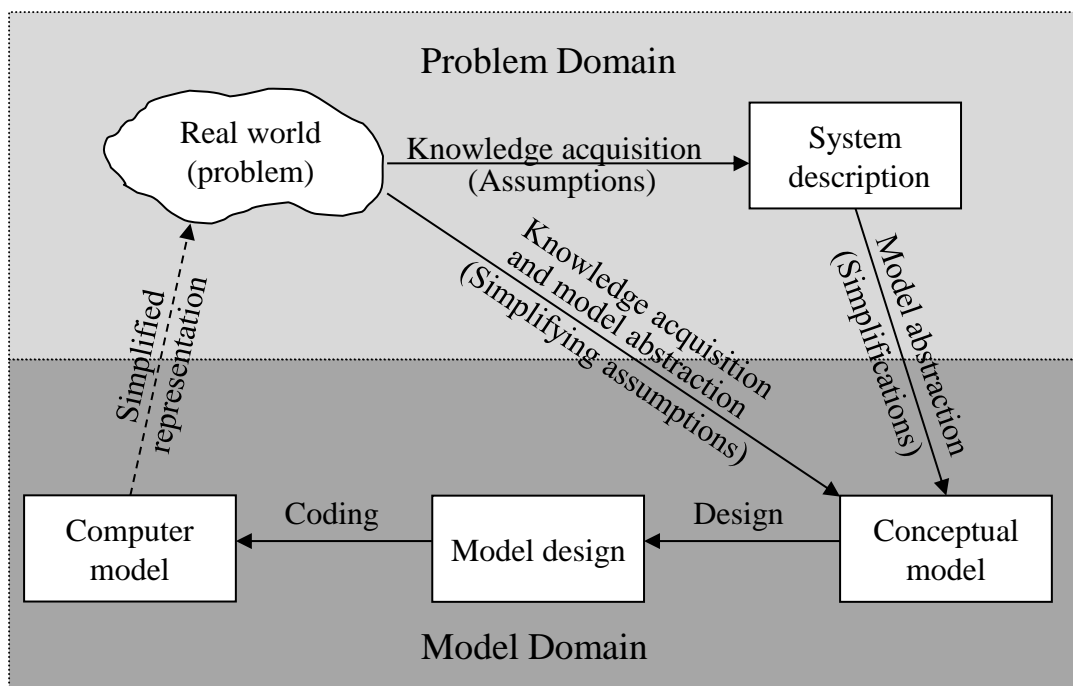 Problem Domain
Real world
(problem)
Knowledge acquisition
(Assumptions)
System
description
Knowledge acquisition
and model abstraction
(Simplifying assumptions)
Model abstraction
(Simplifications)
Simplified
representation
Computer
model
Coding
Model design
Design
Conceptual
model
Model Domain